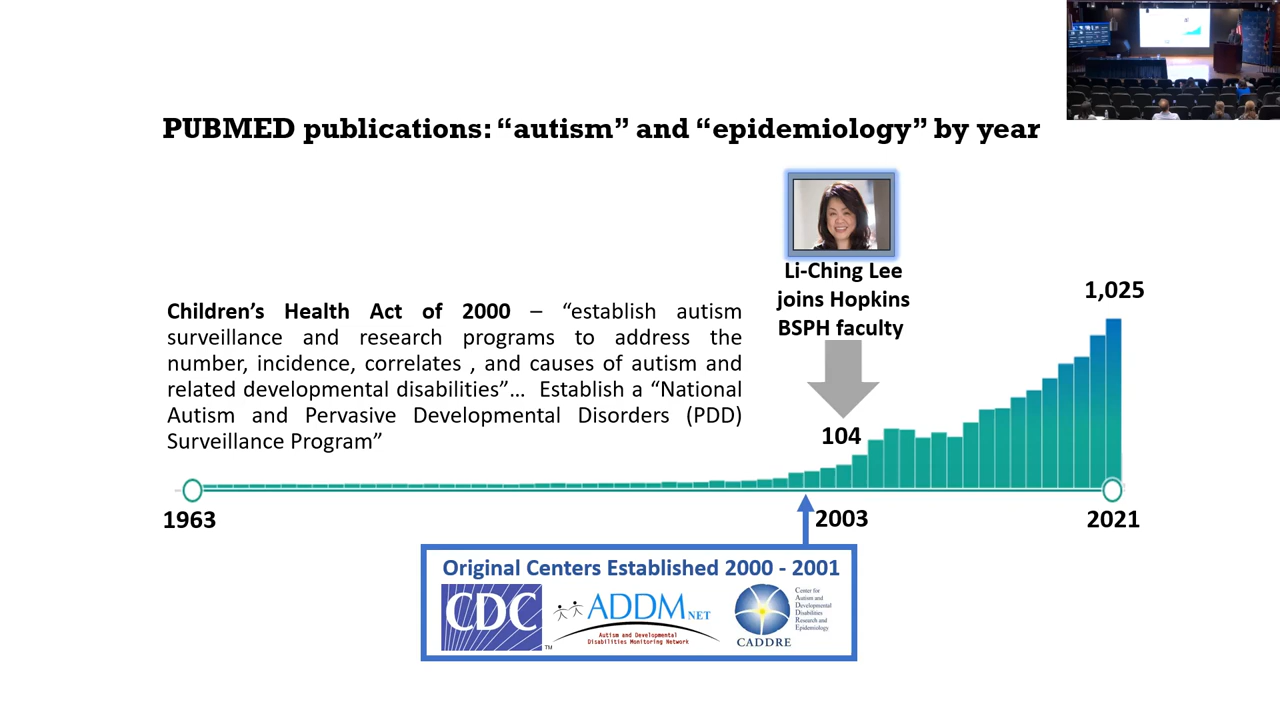 PUBMED publications: “autism” and “epidemiology” by year
Li-Ching Lee
joins Hopkins
BSPH faculty
1,025
Children’s Health Act of 2000 – “establish autism
surveillance and research programs to address the
number, incidence, correlates , and causes of autism and
related developmental disabilities”… Establish a “National
Autism and Pervasive Developmental Disorders (PDD)
Surveillance Program”
104
1963
2003
2021
Original Centers Established 2000 - 2001
CDC
TM
ADDM NET
Autism and Developmental
Disabilities Monitoring Network
CADDRE
Center for
Autism and
Developmental
Disabilities
Research and
Epidemiology